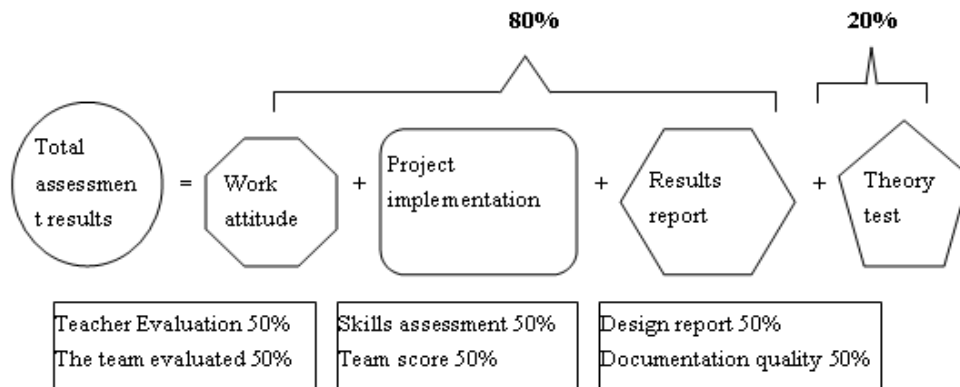 80%
20%
Total
assessmen
t results
=
Work
attitude
+
Project
implementation
+
Results
report
+
Theory
test
Teacher Evaluation 50%
The team evaluated 50%
Skills assessment 50%
Team score 50%
Design report 50%
Documentation quality 50%